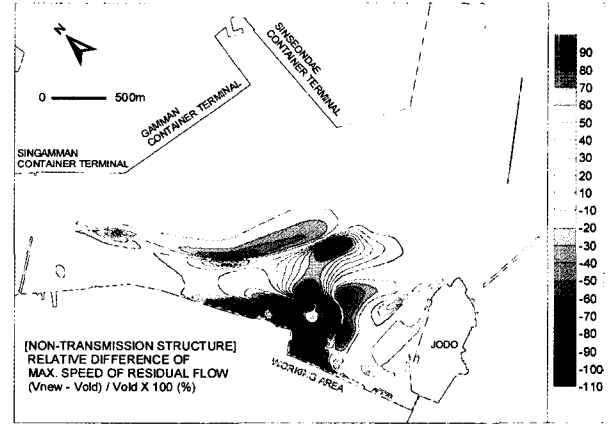 N
0 500m
SINSEONDAE
CONTAINER TERMINAL
GAMMAN
CONTAINER TERMINAL
SINGAMMAN
CONTAINER TERMINAL
JODO
WORKING AREA
[NON-TRANSMISSION STRUCTURE]
RELATIVE DIFFERENCE OF
MAX. SPEED OF RESIDUAL FLOW
(Vnew - Vold) / Vold X 100 (%)
90
80
70
60
50
40
30
20
10
-10
-20
-30
-40
-50
-60
-70
-80
-90
-100
-110